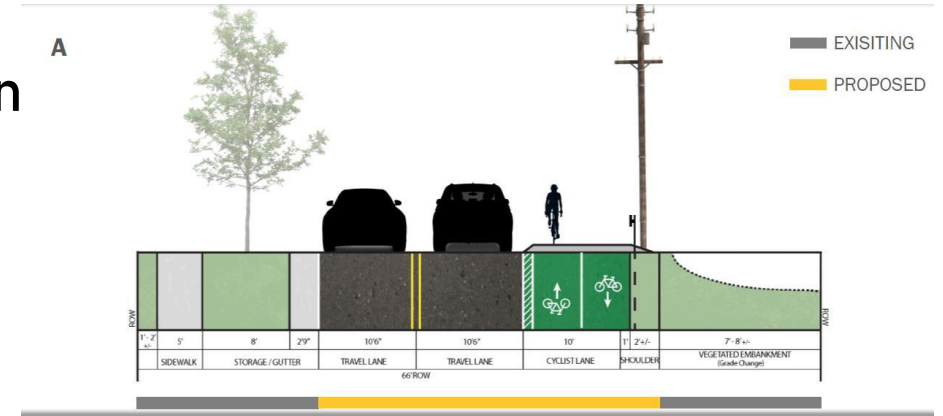 A
n
EXISITING
PROPOSED
ROW
ROW
1'- 2' +/-
5'
8'
2'9"
10'6"
10'6"
10'
1'
2'+/-
7'- 8'+/-
SIDEWALK
STORAGE / GUTTER
TRAVEL LANE
TRAVEL LANE
CYCLIST LANE
SHOULDER
VEGETATED EMBANKMENT
(Grade Change)
66'ROW